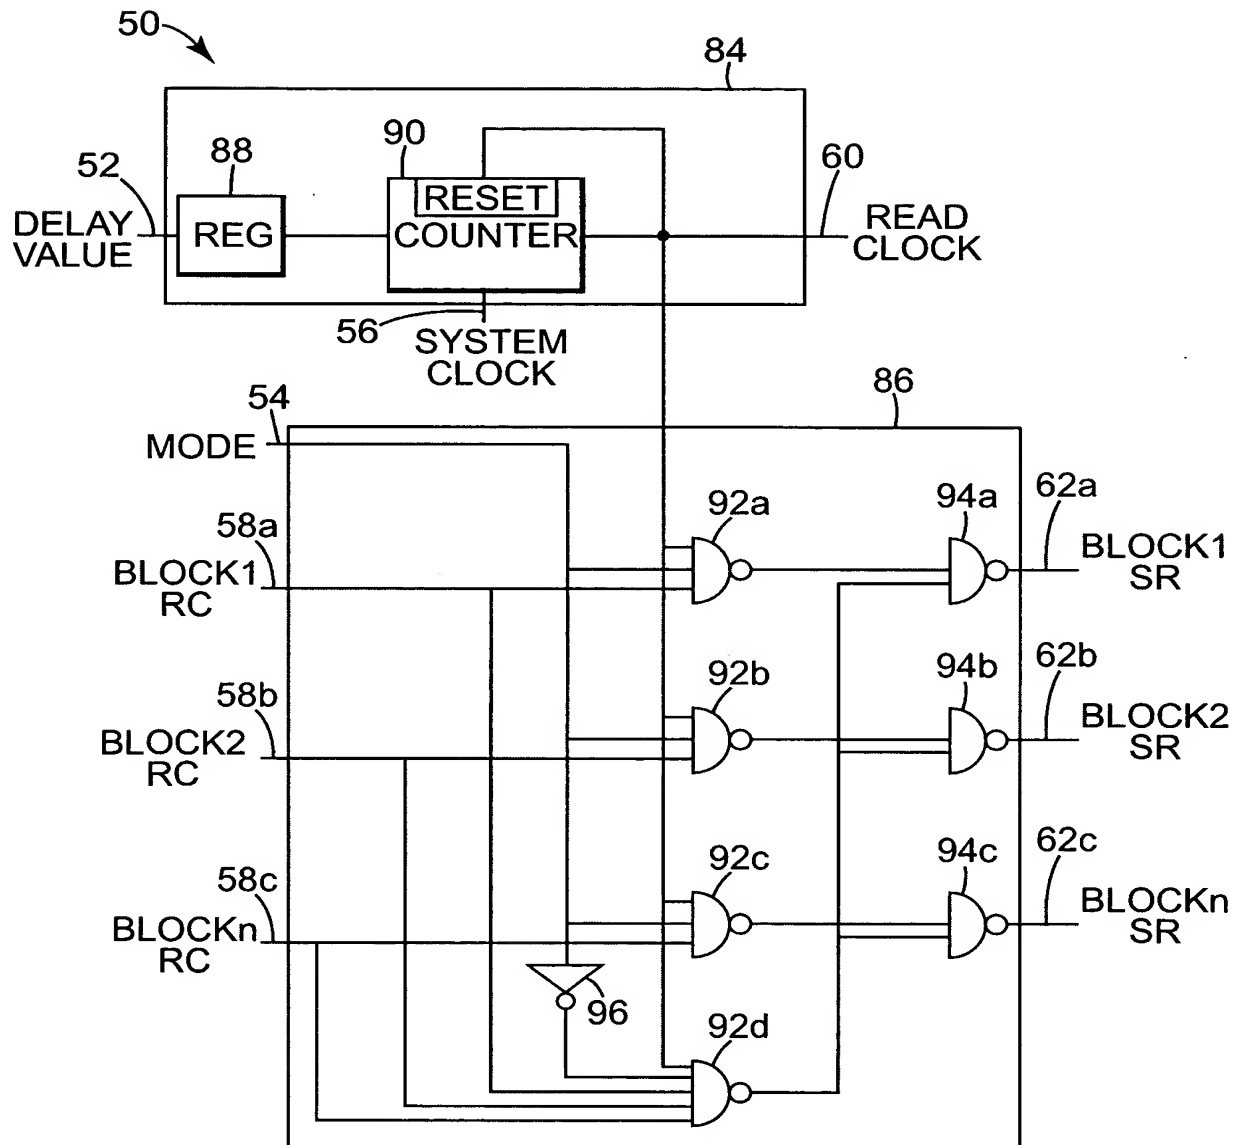 50
84
90
88
52
60
DELAY
VALUE
REG
RESET
COUNTER
READ
CLOCK
56
SYSTEM
CLOCK
86
54
MODE
92a
94a
62a
58a
BLOCK1
RC
BLOCK1
SR
92b
94b
62b
58b
BLOCK2
RC
BLOCK2
SR
92c
94c
62c
58c
BLOCKn
RC
BLOCKn
SR
96
92d